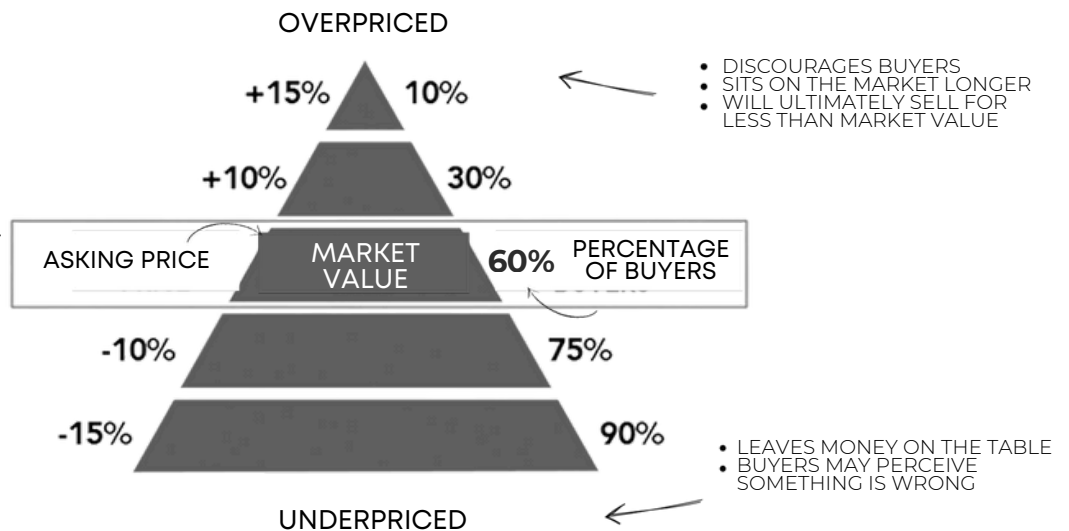 OVERPRICED
+15% 10%
• DISCOURAGES BUYERS
• SITS ON THE MARKET LONGER
• WILL ULTIMATELY SELL FOR
LESS THAN MARKET VALUE
+10% 30%
ASKING PRICE
MARKET
VALUE
60%
PERCENTAGE
OF BUYERS
-10% 75%
-15% 90%
• LEAVES MONEY ON THE TABLE
• BUYERS MAY PERCEIVE
SOMETHING IS WRONG
UNDERPRICED